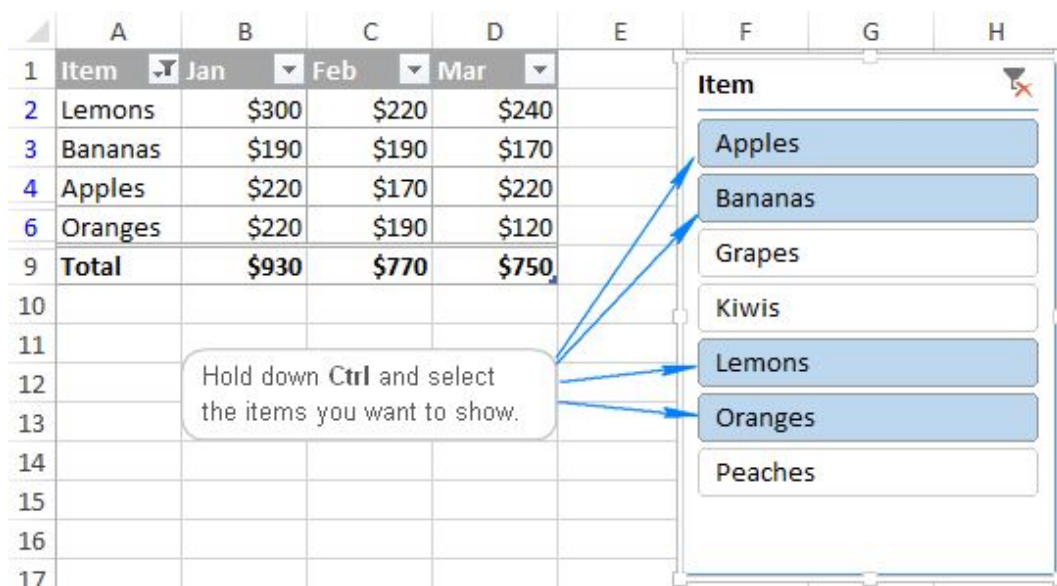 A B C D E F G H
1 Item Jan Feb Mar
2 Lemons $300 $220 $240
3 Bananas $190 $190 $170
4 Apples $220 $170 $220
6 Oranges $220 $190 $120
9 Total $930 $770 $750
10
11
12
13
14
15
16
17
Hold down Ctrl and select
the items you want to show.
Item
Apples
Bananas
Grapes
Kiwis
Lemons
Oranges
Peaches